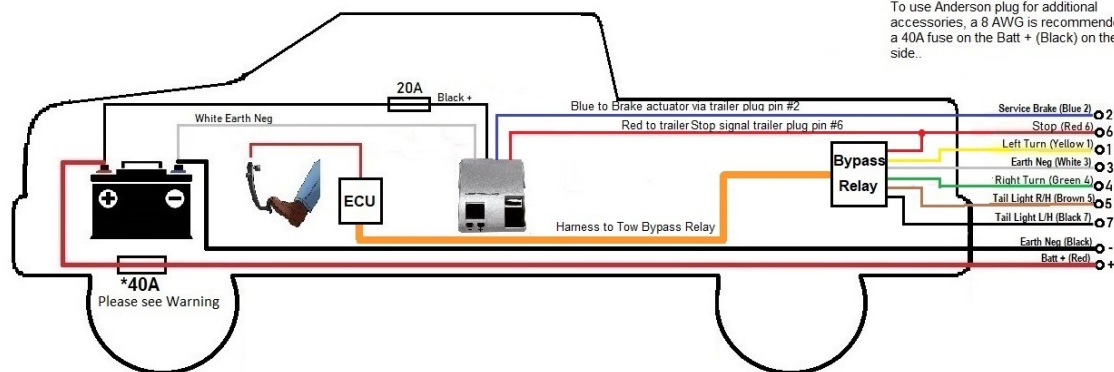 To use Anderson plug for additional
accessories, a 8 AWG is recommende
a 40A fuse on the Batt + (Black) on the
side..
20A
Black +
Blue to Brake actuator via trailer plug pin #2
Service Brake (Blue 2)
2
White Earth Neg
Red to trailer Stop signal trailer plug pin #6
Stop (Red 6)
6
Left Turn (Yellow 1)
1
Bypass
Relay
Earth Neg (White 3)
3
Right Turn (Green 4)
4
ECU
Tail Light R/H (Brown 5)
5
Harness to Tow Bypass Relay
Tail Light L/H (Black 7)
7
Earth Neg (Black)
-
Batt + (Red)
+
*40A
Please see Warning